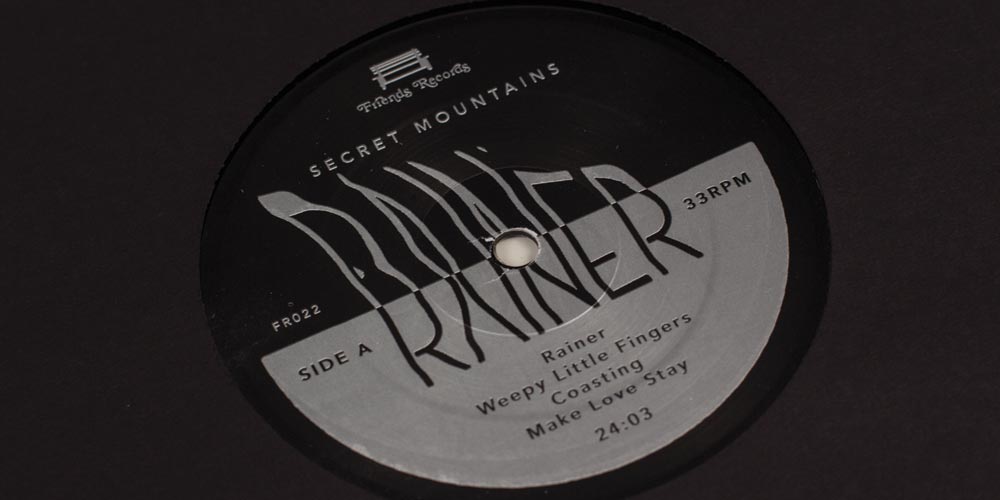 Friends Records
SECRET MOUNTAINS
RAINER
33RPM
FR022
SIDE A
Rainer
Weepy Little Fingers
Coasting
Make Love Stay
24:03